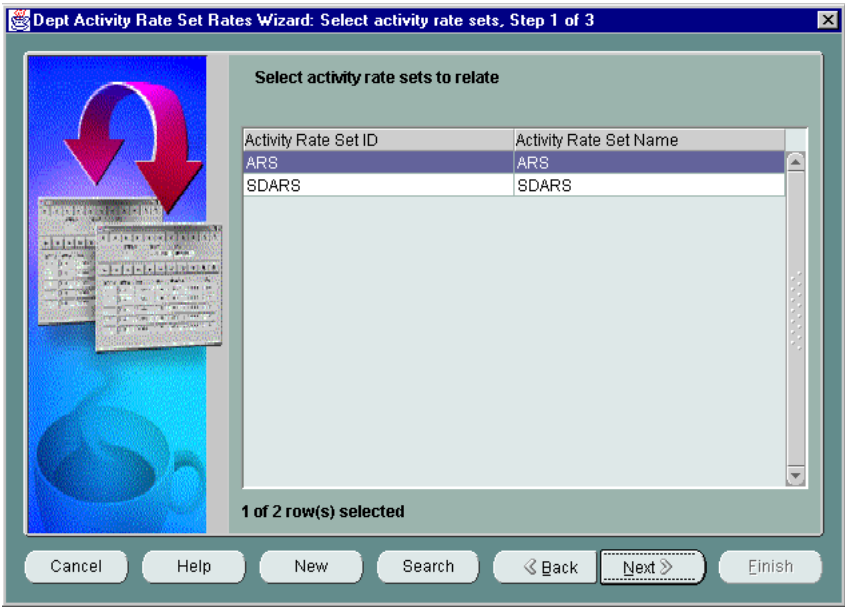 Dept Activity Rate Set Rates Wizard: Select activity rate sets, Step 1 of 3
Select activity rate sets to relate
Activity Rate Set ID Activity Rate Set Name
ARS ARS
SDARS SDARS
1 of 2 row(s) selected
Cancel Help New Search Back Next Finish